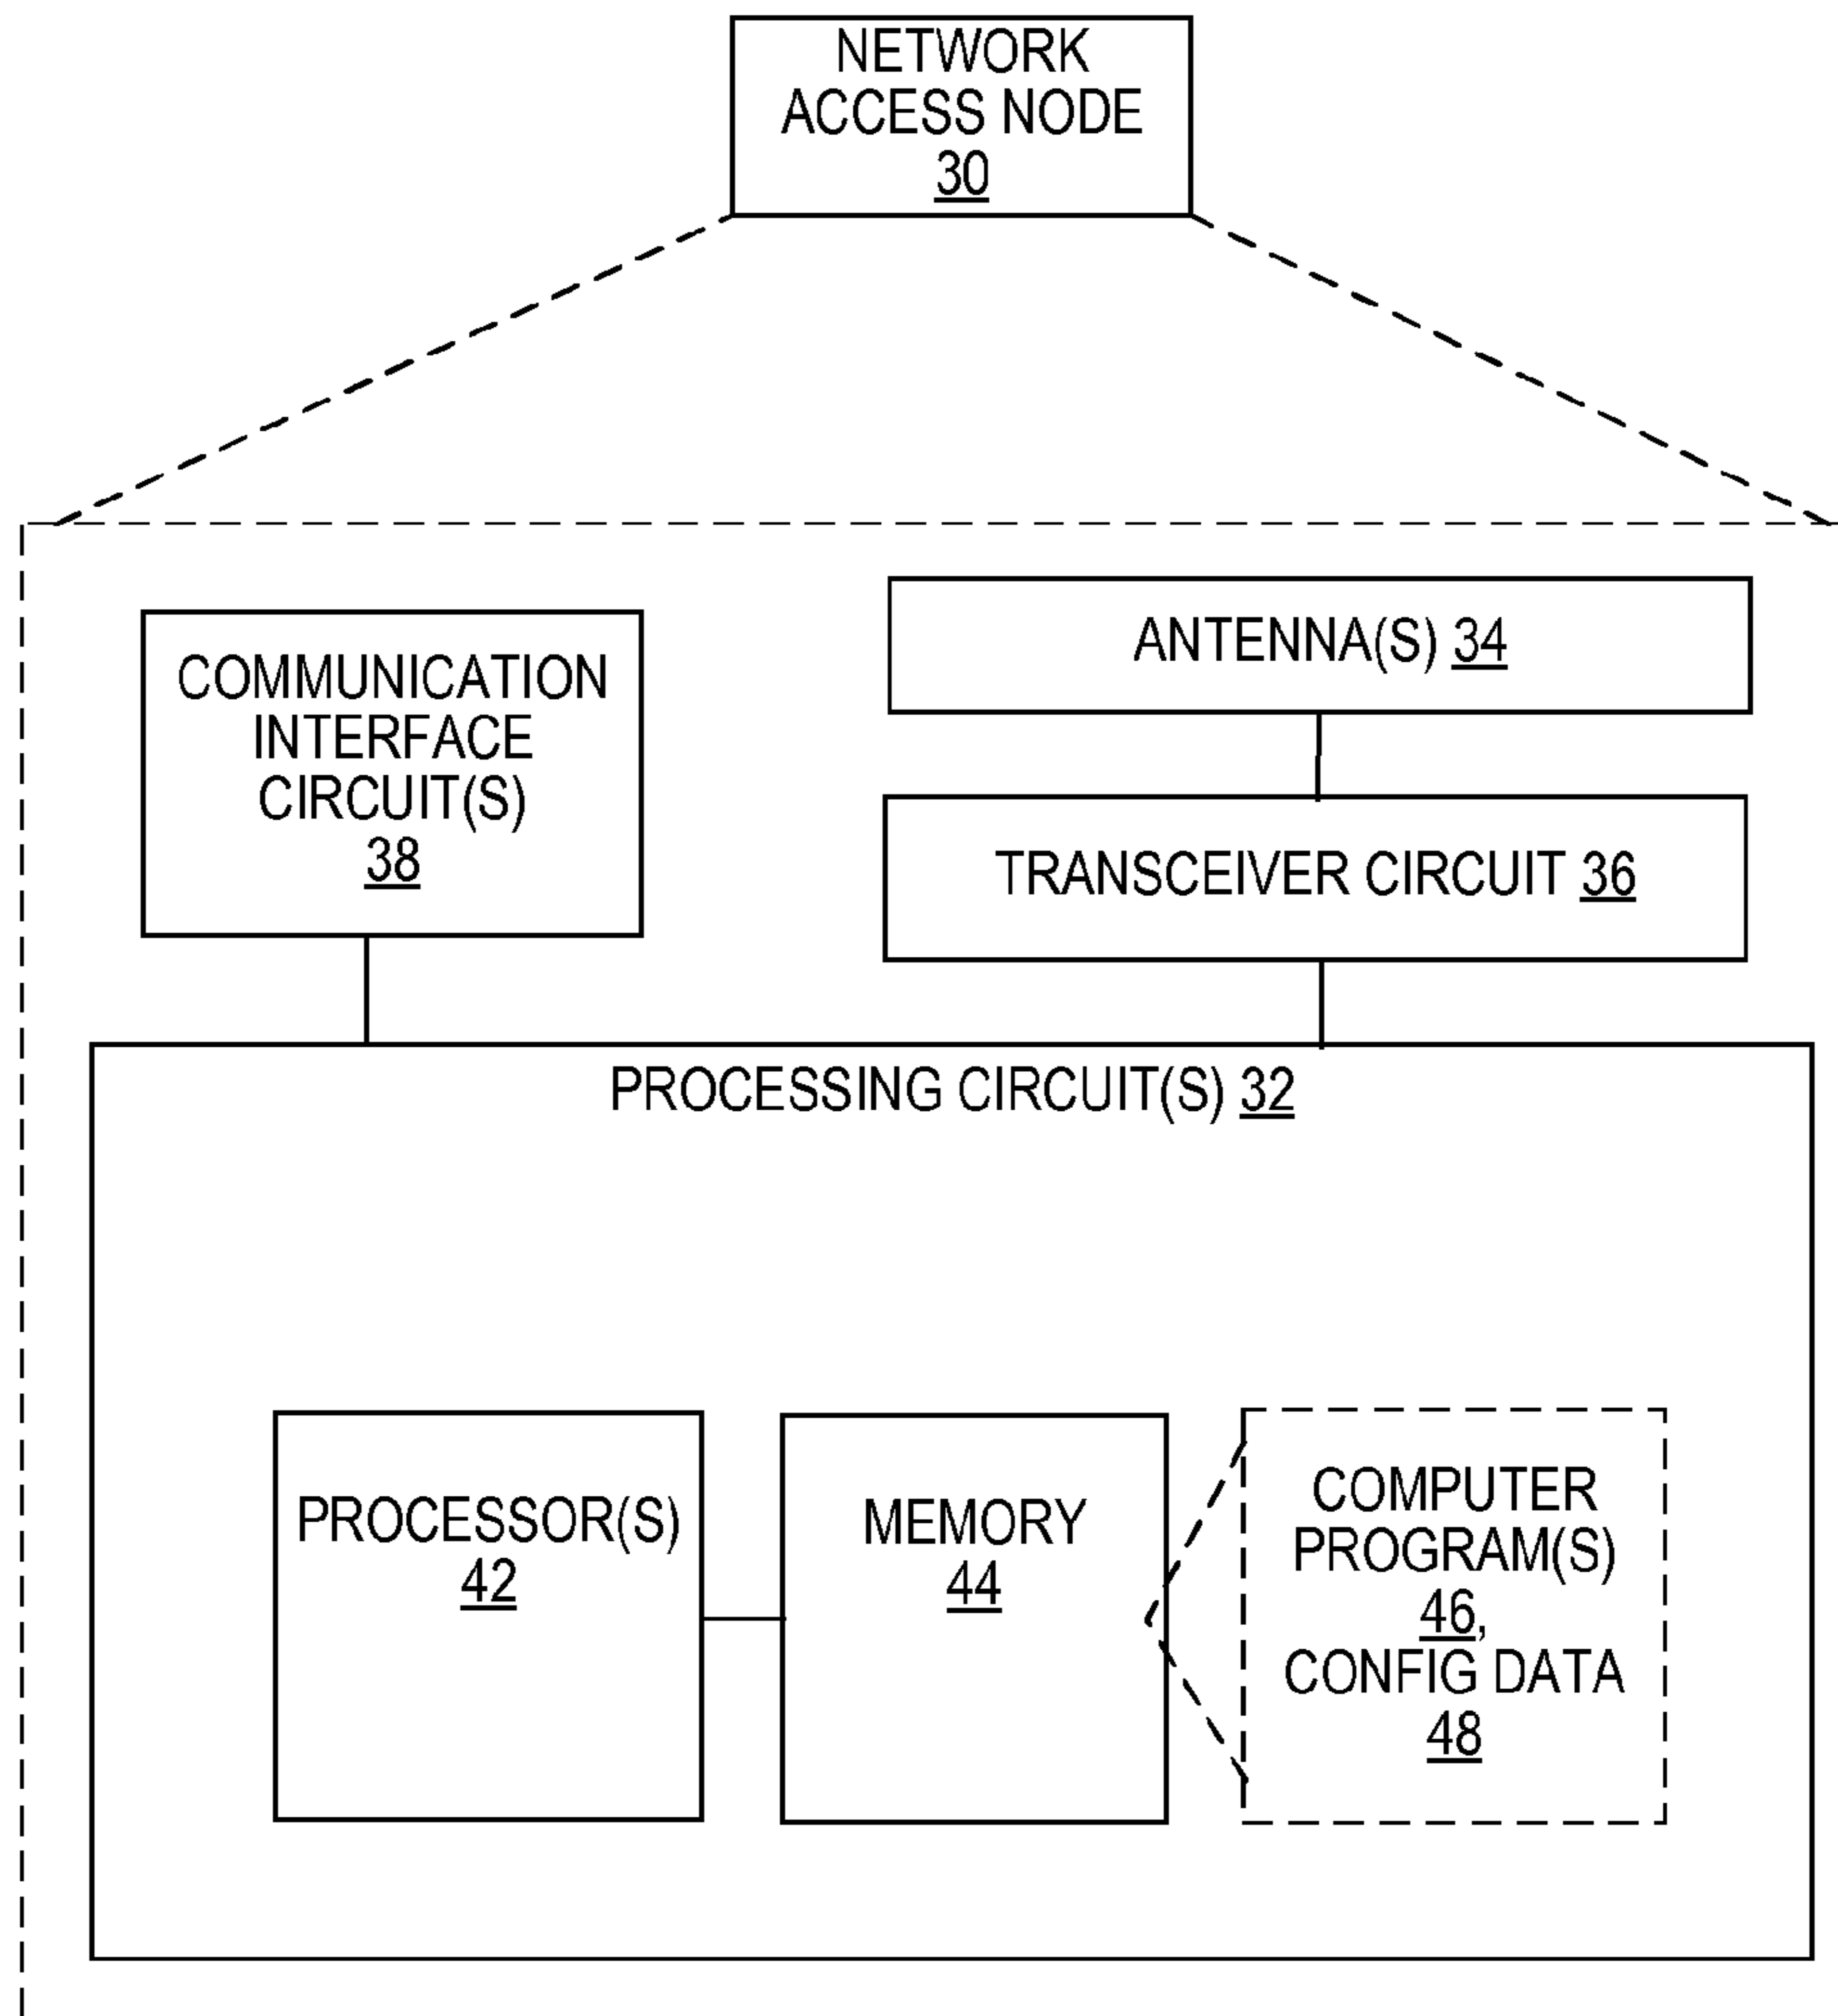 NETWORK
ACCESS NODE
30
ANTENNA(S) 34
COMMUNICATION
INTERFACE
CIRCUIT(S)
38
TRANSCEIVER CIRCUIT 36
PROCESSING CIRCUIT(S) 32
PROCESSOR(S)
42
MEMORY
44
COMPUTER
PROGRAM(S)
46,
CONFIG DATA
48